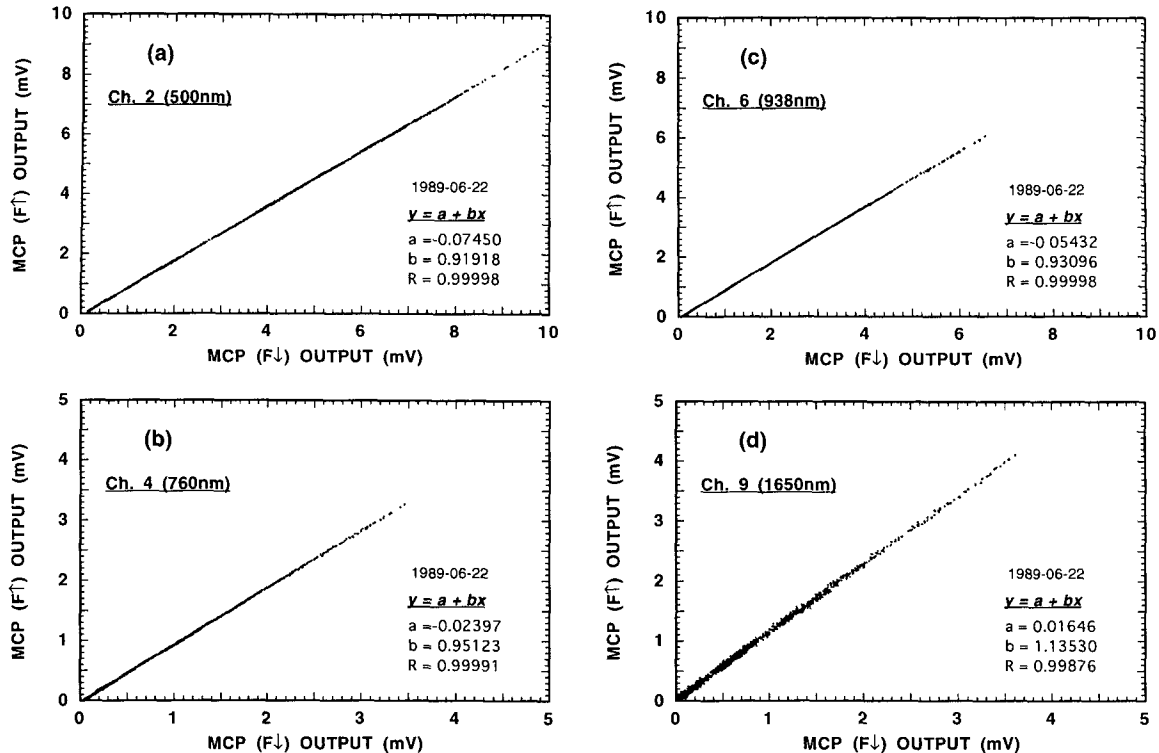 (a)
Ch. 2 (500nm)
1989-06-22
y = a + bx
a =-0.07450
b = 0.91918
R = 0.99998
MCP (F↑) OUTPUT (mV)
10
8
6
4
2
0
0 2 4 6 8 10
MCP (F↓) OUTPUT (mV)
(c)
Ch. 6 (938nm)
1989-06-22
y = a + bx
a =-0 05432
b = 0.93096
R = 0.99998
MCP (F↑) OUTPUT (mV)
10
8
6
4
2
0
0 2 4 6 8 10
MCP (F↓) OUTPUT (mV)
(b)
Ch. 4 (760nm)
1989-06-22
y = a + bx
a =-0.02397
b = 0.95123
R = 0.99991
MCP (F↑) OUTPUT (mV)
5
4
3
2
1
0
0 1 2 3 4 5
MCP (F↓) OUTPUT (mV)
(d)
Ch. 9 (1650nm)
1989-06-22
y = a + bx
a = 0.01646
b = 1.13530
R = 0.99876
MCP (F↑) OUTPUT (mV)
5
4
3
2
1
0
0 1 2 3 4 5
MCP (F↓) OUTPUT (mV)